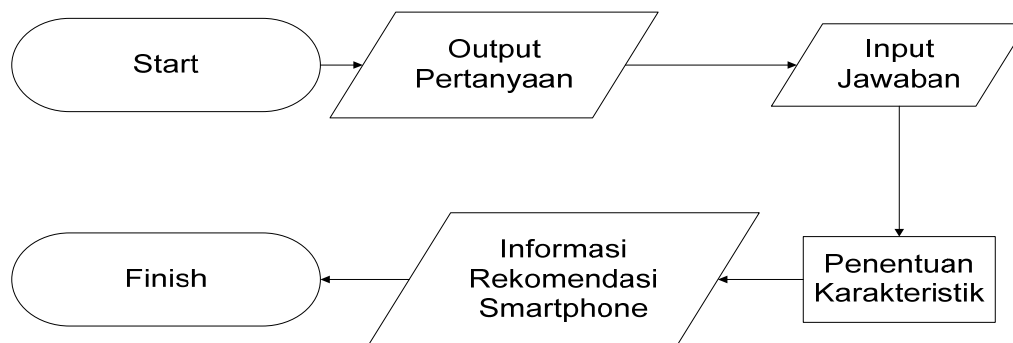 Start
Output
Pertanyaan
Input
Jawaban
Penentuan
Karakteristik
Informasi
Rekomendasi
Smartphone
Finish